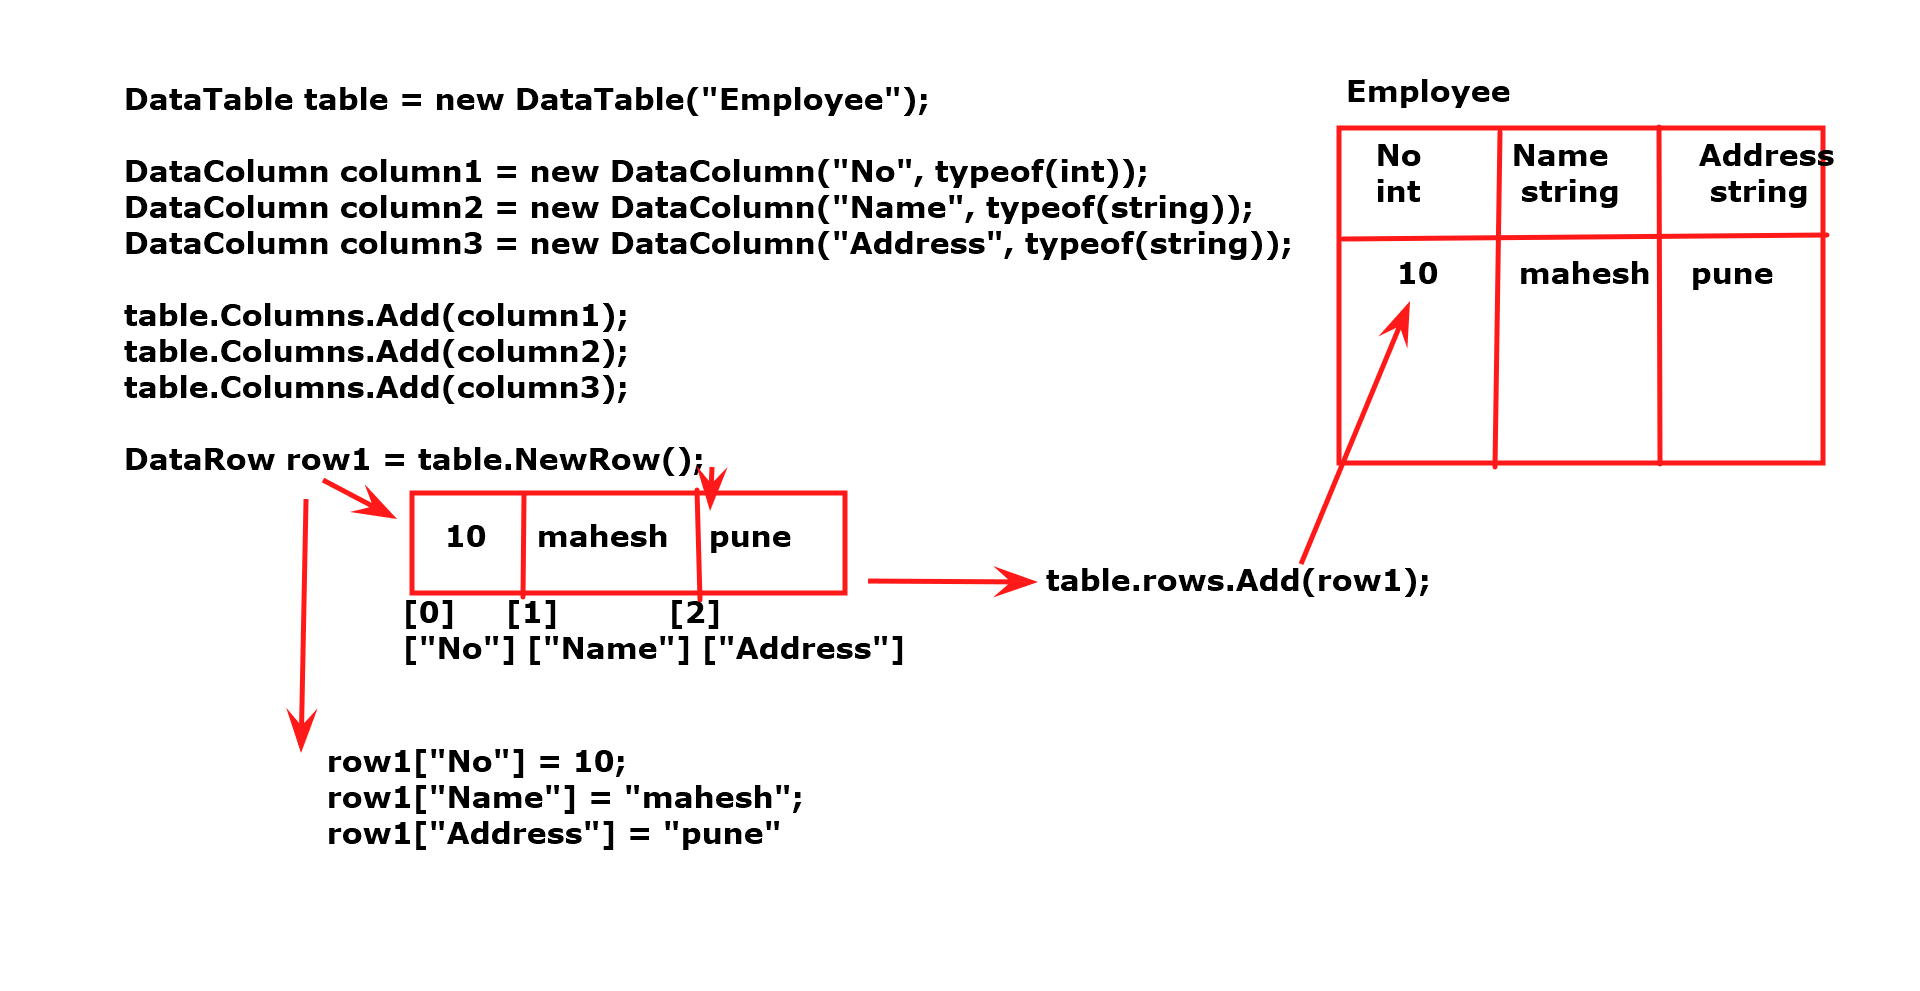 DataTable table = new DataTable("Employee");
DataColumn column1 = new DataColumn("No", typeof(int));
DataColumn column2 = new DataColumn("Name", typeof(string));
DataColumn column3 = new DataColumn("Address", typeof(string));
table.Columns.Add(column1);
table.Columns.Add(column2);
table.Columns.Add(column3);
DataRow row1 = table.NewRow();
10 mahesh pune
[0] [1] [2]
["No"] ["Name"] ["Address"]
row1["No"] = 10;
row1["Name"] = "mahesh";
row1["Address"] = "pune"
table.rows.Add(row1);
Employee
No Name Address
int string string
10 mahesh pune